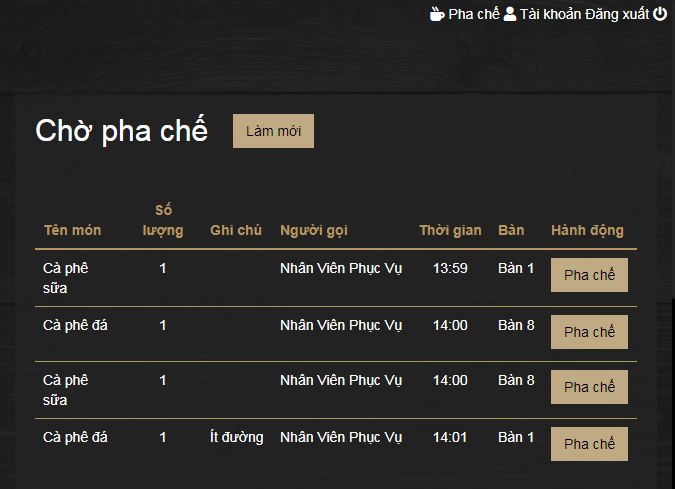 Pha chế Tài khoản Đăng xuất
Chờ pha chế Làm mới
Tên món Số lượng Ghi chú Người gọi Thời gian Bàn Hành động
Cà phê sữa 1 Nhân Viên Phục Vụ 13:59 Bàn 1 Pha chế
Cà phê đá 1 Nhân Viên Phục Vụ 14:00 Bàn 8 Pha chế
Cà phê sữa 1 Nhân Viên Phục Vụ 14:00 Bàn 8 Pha chế
Cà phê đá 1 Ít đường Nhân Viên Phục Vụ 14:01 Bàn 1 Pha chế